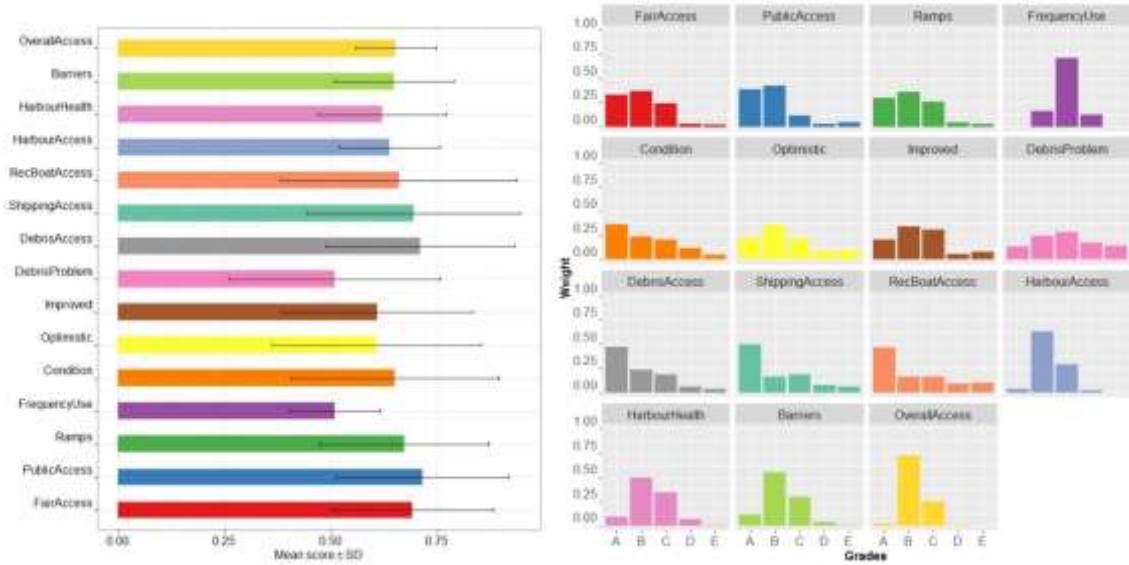 OverallAccess
Barriers
HarbourHealth
HarbourAccess
RecBoatAccess
ShippingAccess
DebrisAccess
DebrisProblem
Improved
Optimistic
Condition
FrequencyUse
Ramps
PublicAccess
FairAccess
0.00 0.25 0.50 0.75
Mean score ± SD
Weight
FairAccess PublicAccess Ramps FrequencyUse
1.00
0.75
0.50
0.25
0.00
Condition Optimistic Improved DebrisProblem
1.00
0.75
0.50
0.25
0.00
DebrisAccess ShippingAccess RecBoatAccess HarbourAccess
1.00
0.75
0.50
0.25
0.00
HarbourHealth Barriers OverallAccess
1.00
0.75
0.50
0.25
0.00
A B C D E A B C D E A B C D E
Grades